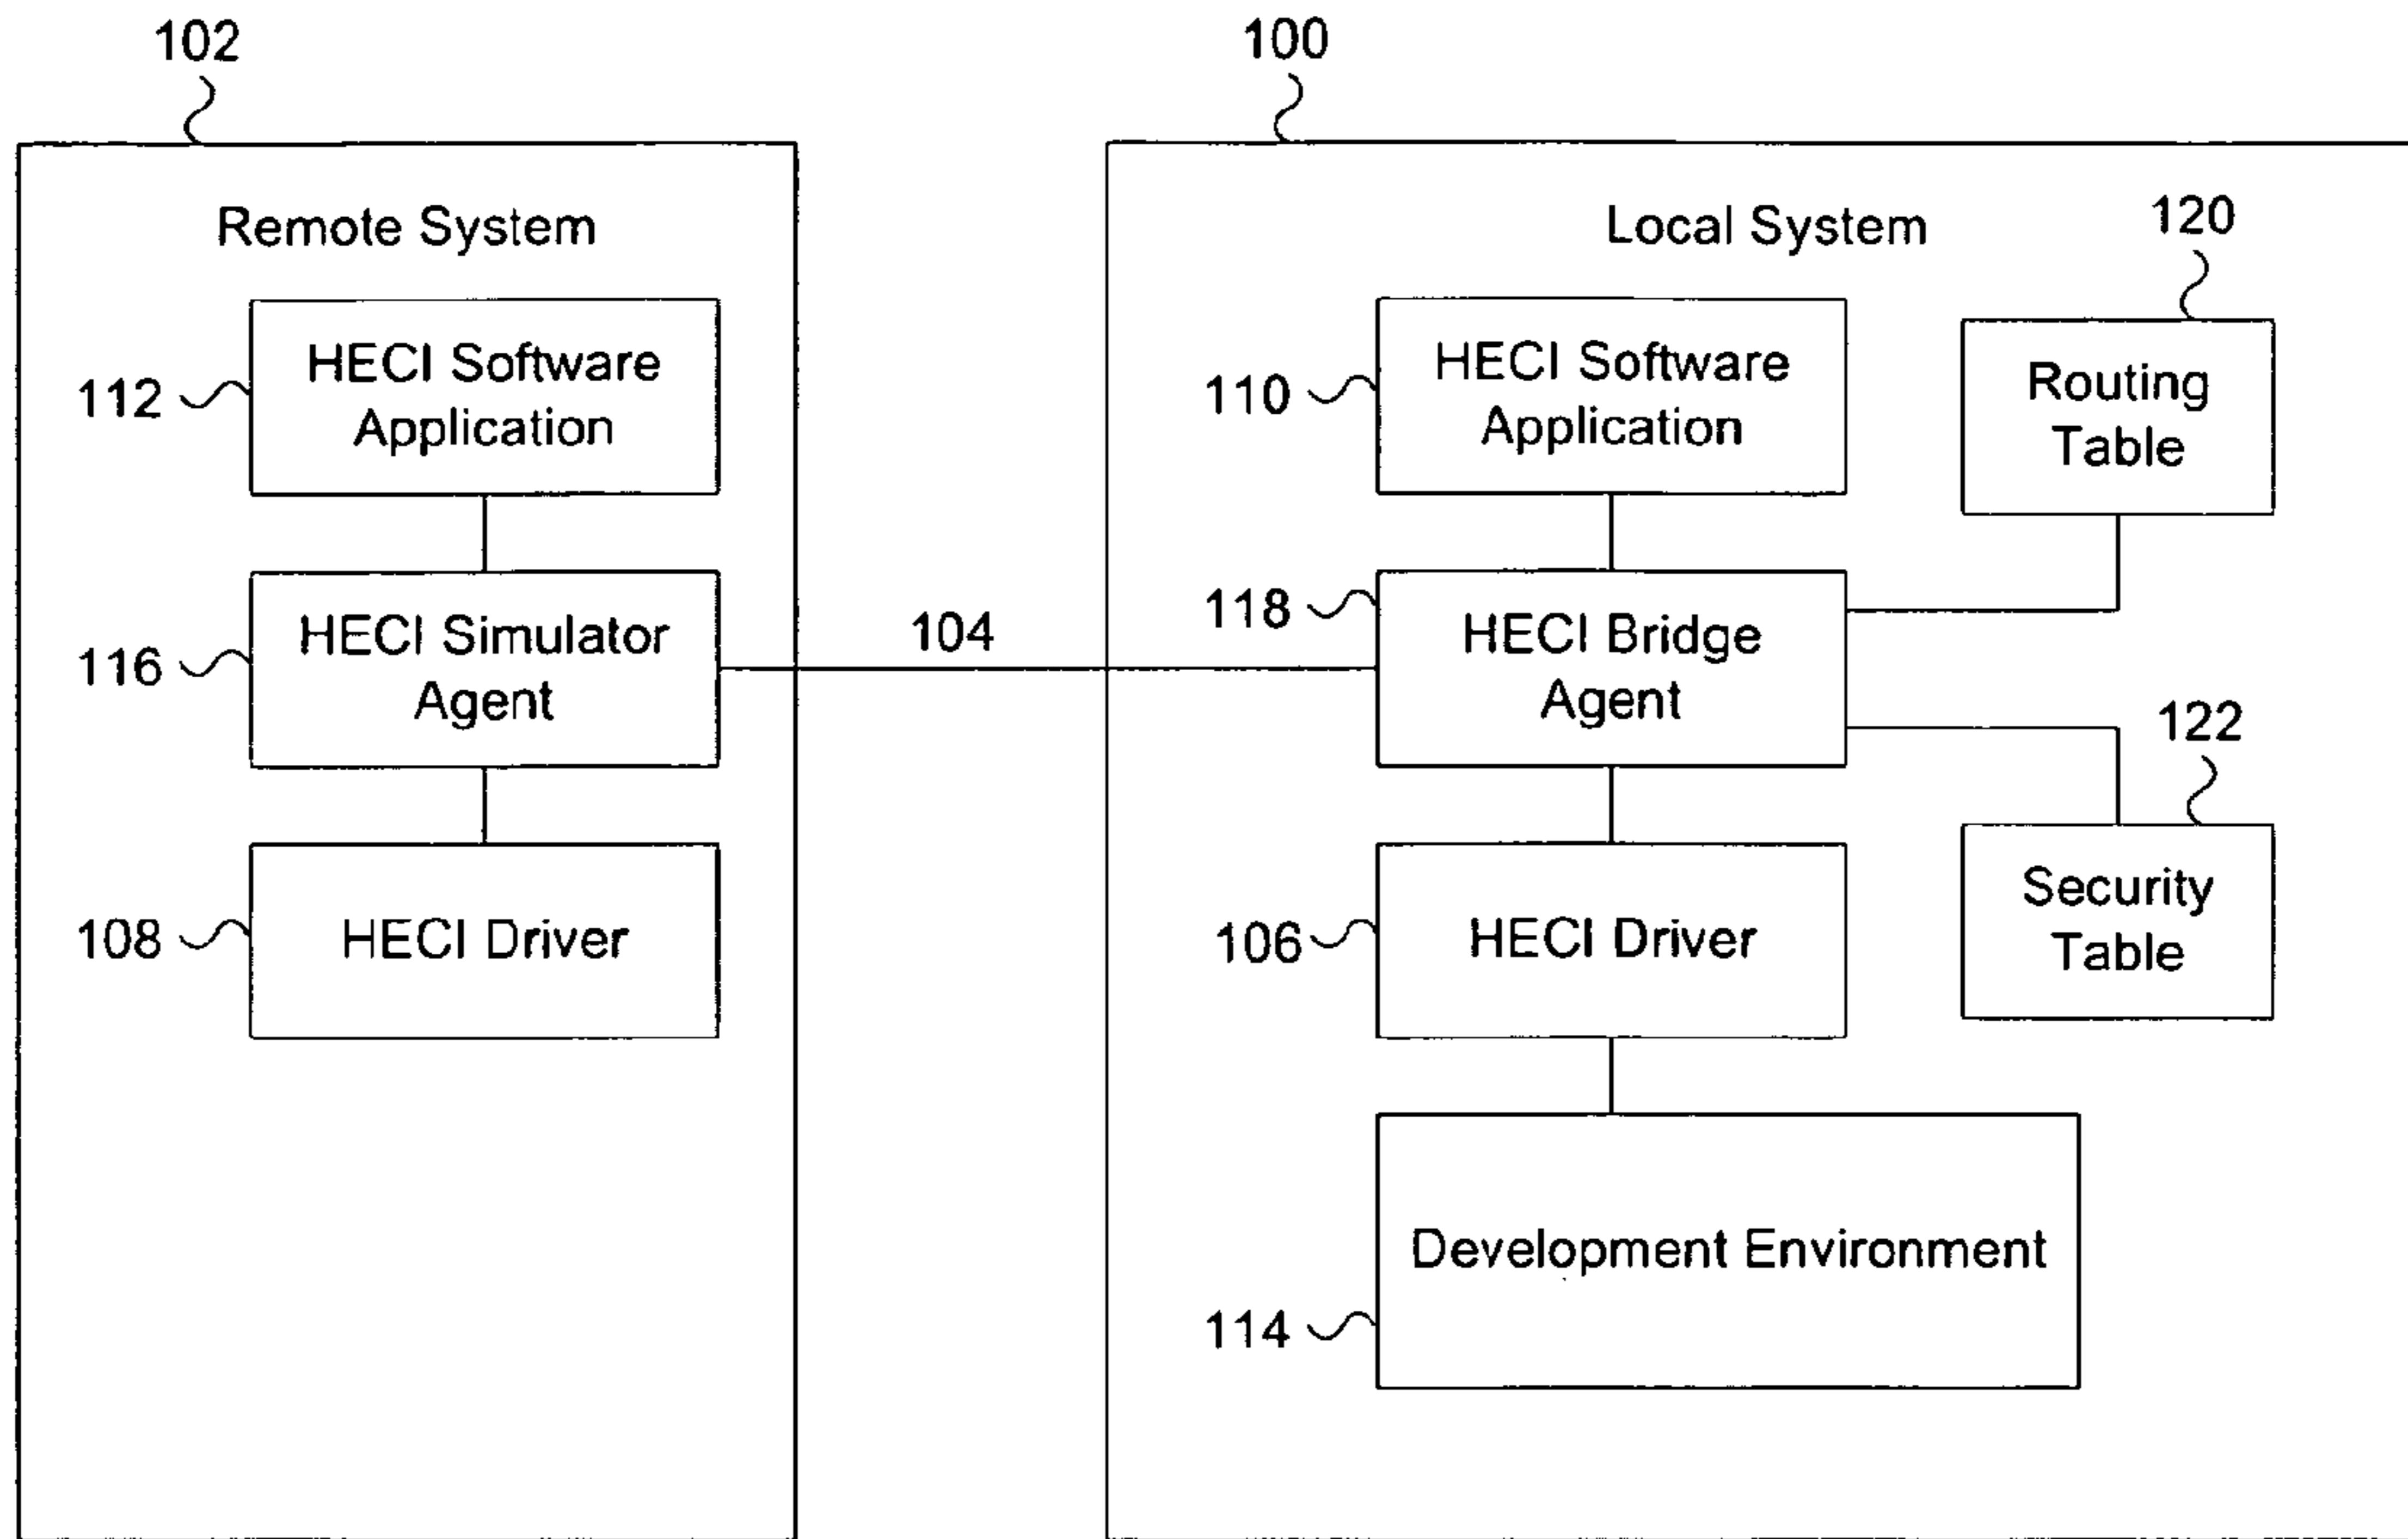 102
100
Remote System
Local System
120
HECI Software
Application
112
HECI Software
Application
110
Routing
Table
HECI Simulator
Agent
116
104
118
HECI Bridge
Agent
122
HECI Driver
108
106
HECI Driver
Security
Table
Development Environment
114